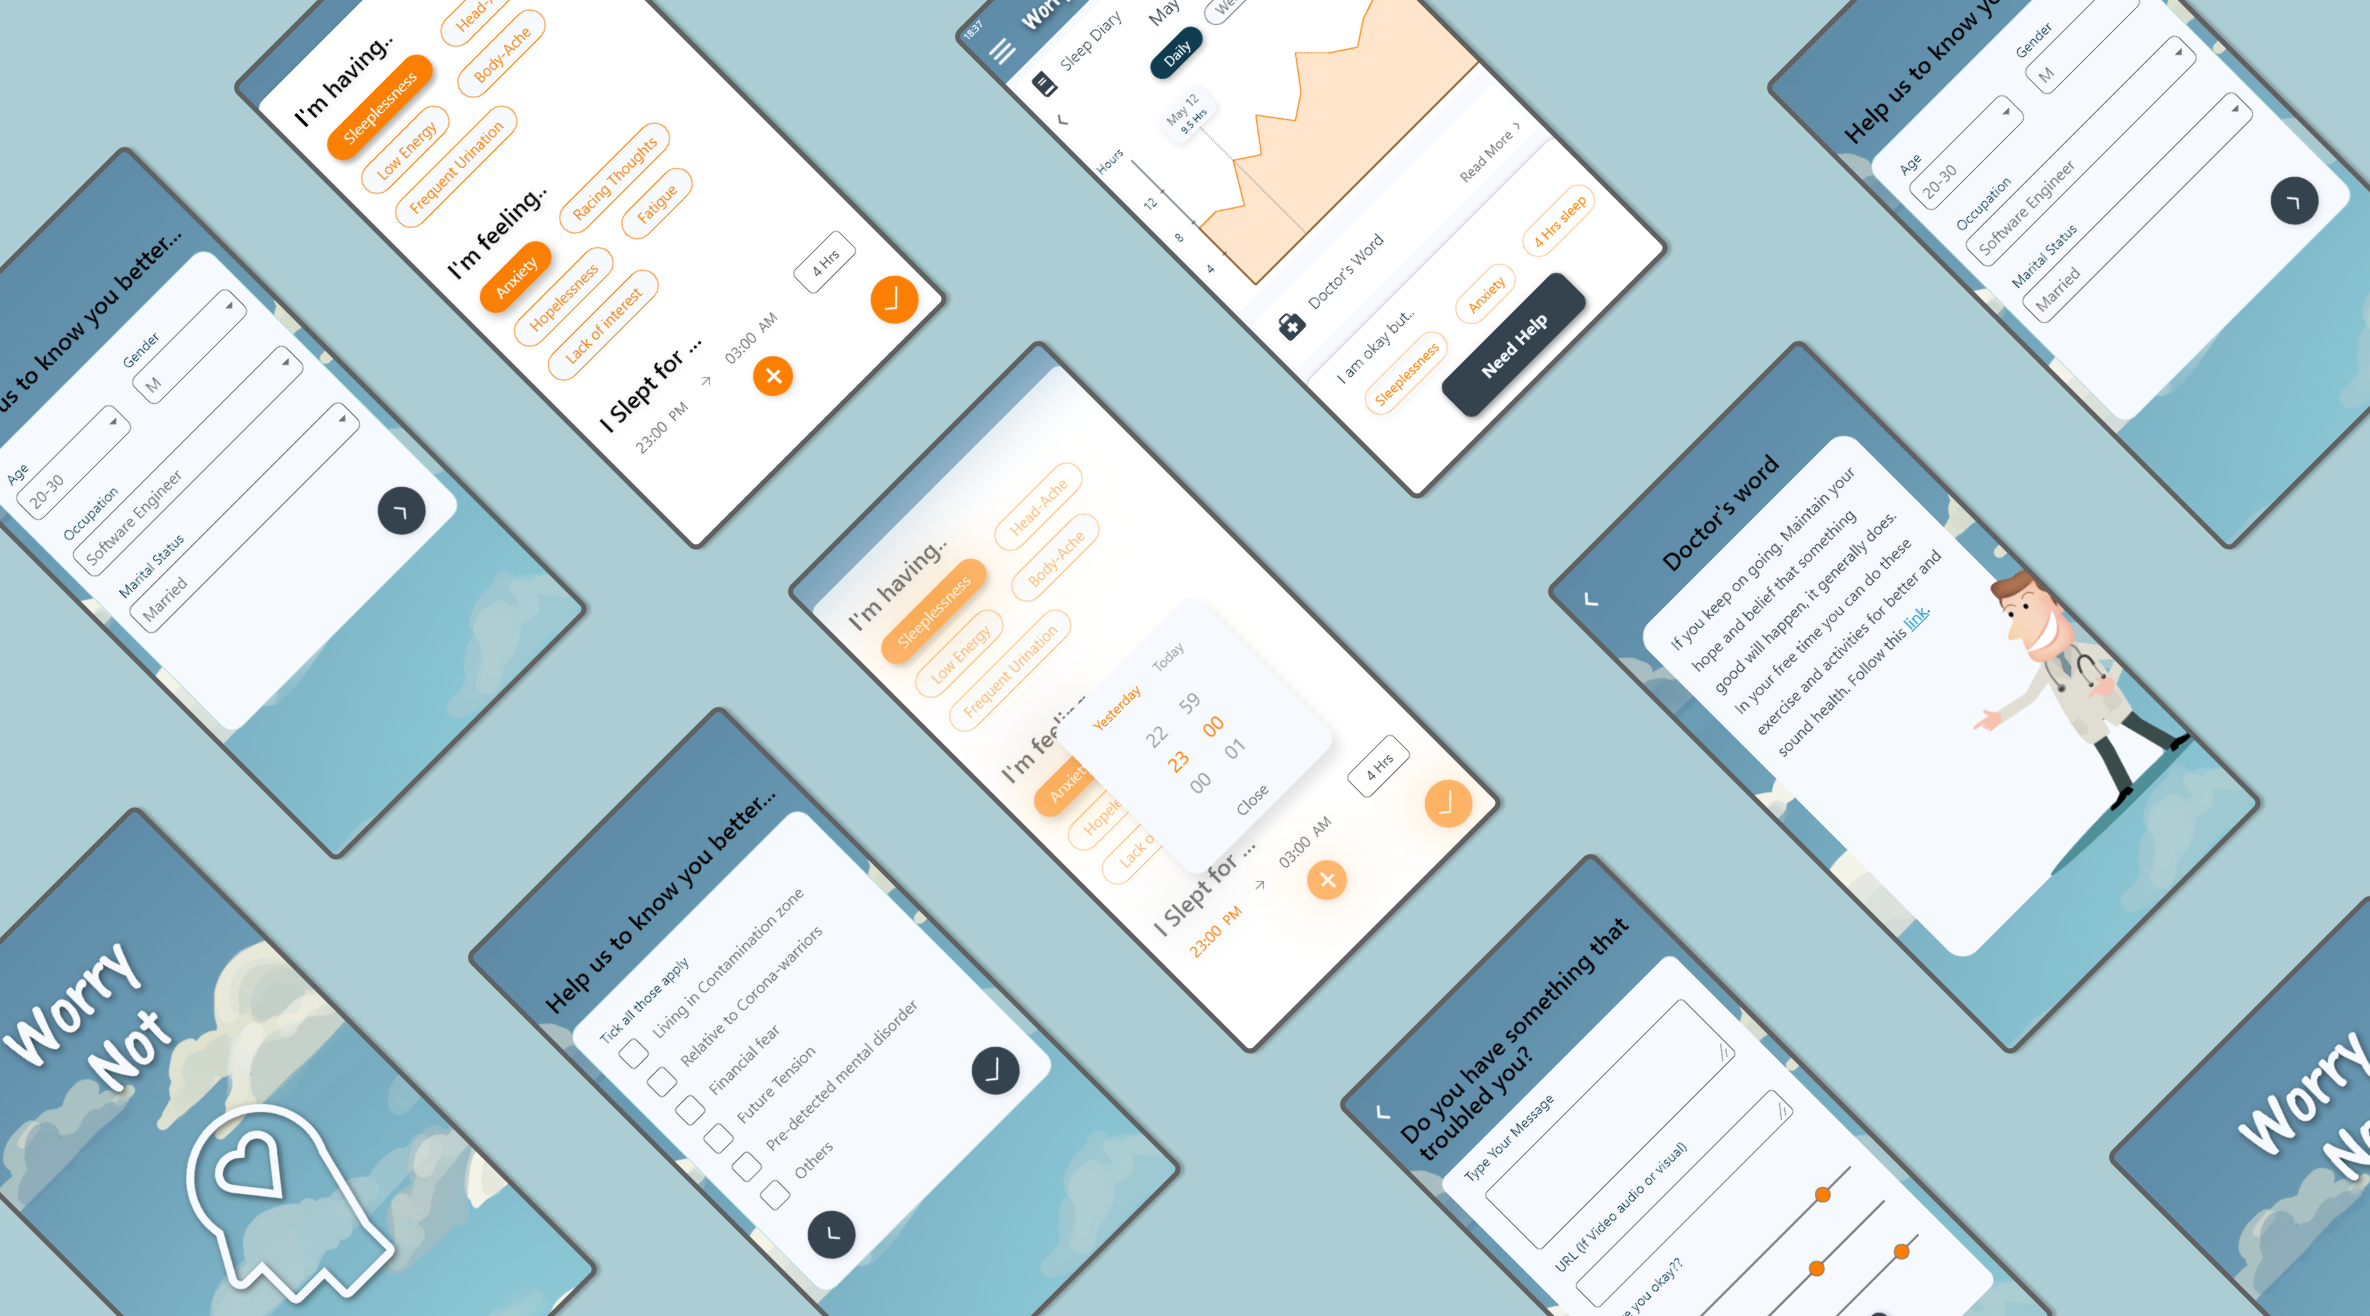 us to know you better...
Age
20-30
Gender
M
Occupation
Software Engineer
Marital Status
Married
I'm having..
Sleeplessness
Head-A
Low Energy
Body-Ache
Frequent Urination
I'm feeling..
Anxiety
Racing Thoughts
Hopelessness
Fatigue
Lack of interest
I Slept for ...
4 Hrs
23:00 PM
03:00 AM
18:37
Sleep Diary
May
Daily
May 12
9.5 Hrs
Hours
12
8
4
Read More
Doctor's Word
I am okay but..
Sleeplessness
Anxiety
4 Hrs sleep
Need Help
Help us to know yo
Age
20-30
Gender
M
Occupation
Software Engineer
Marital Status
Married
Worry
Not
Help us to know you better...
Tick all those apply
Living in Contamination zone
Relative to Corona-warriors
Financial fear
Future Tension
Pre-detected mental disorder
Others
I'm having..
Sleeplessness
Head-Ache
Low Energy
Body-Ache
Frequent Urination
I'm feelin
Anxiet
Hopele
Lack o
Yesterday
Today
22 59
23 00
00 01
Close
I Slept for ...
4 Hrs
23:00 PM
03:00 AM
Doctor's word
If you keep on going. Maintain your
hope and belief that something
good will happen, it generally does.
In your free time you can do these
exercise and activities for better and
sound health. Follow this link.
Do you have something that
troubled you?
Type Your Message
URL (If Video audio or visual)
e you okay??
Worry